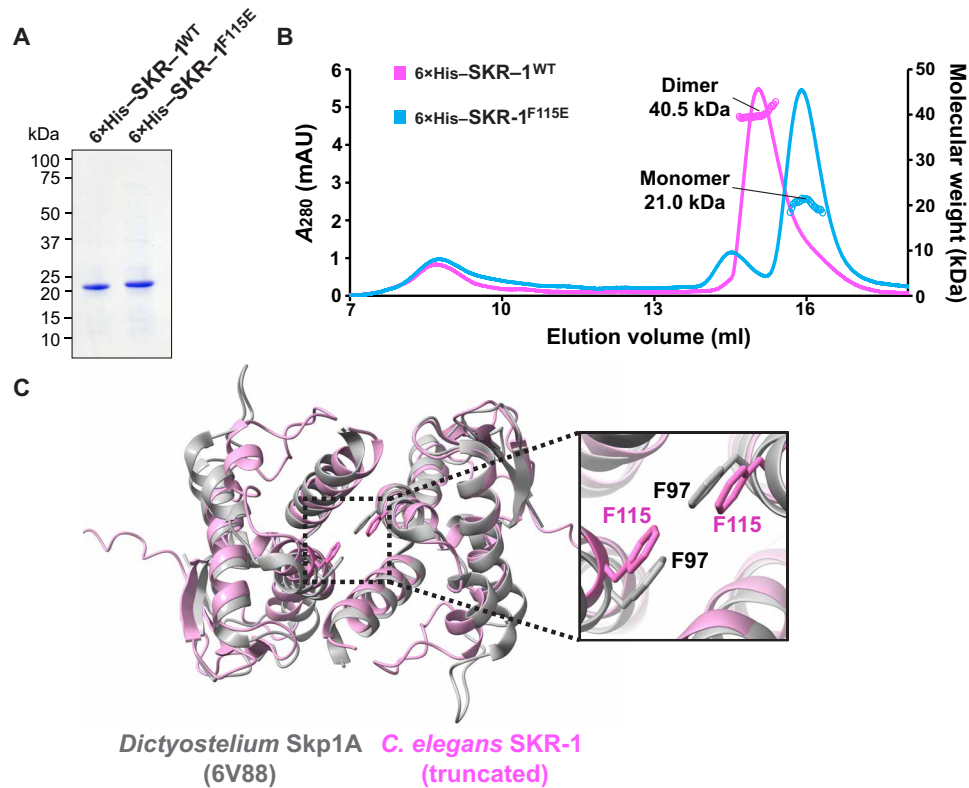 A
6×His–SKR–1WT
6×His–SKR–1F115E
kDa
100
75
50
37
25
20
15
10
B
6×His–SKR–1WT
6×His–SKR-1F115E
Dimer
40.5 kDa
Monomer
21.0 kDa
A280 (mAU)
6
5
4
3
2
1
0
7
10
13
16
Elution volume (ml)
50
40
30
20
10
0
Molecular weight (kDa)
C
F97
F115
F115
F97
Dictyostelium Skp1A
(6V88)
C. elegans SKR-1
(truncated)